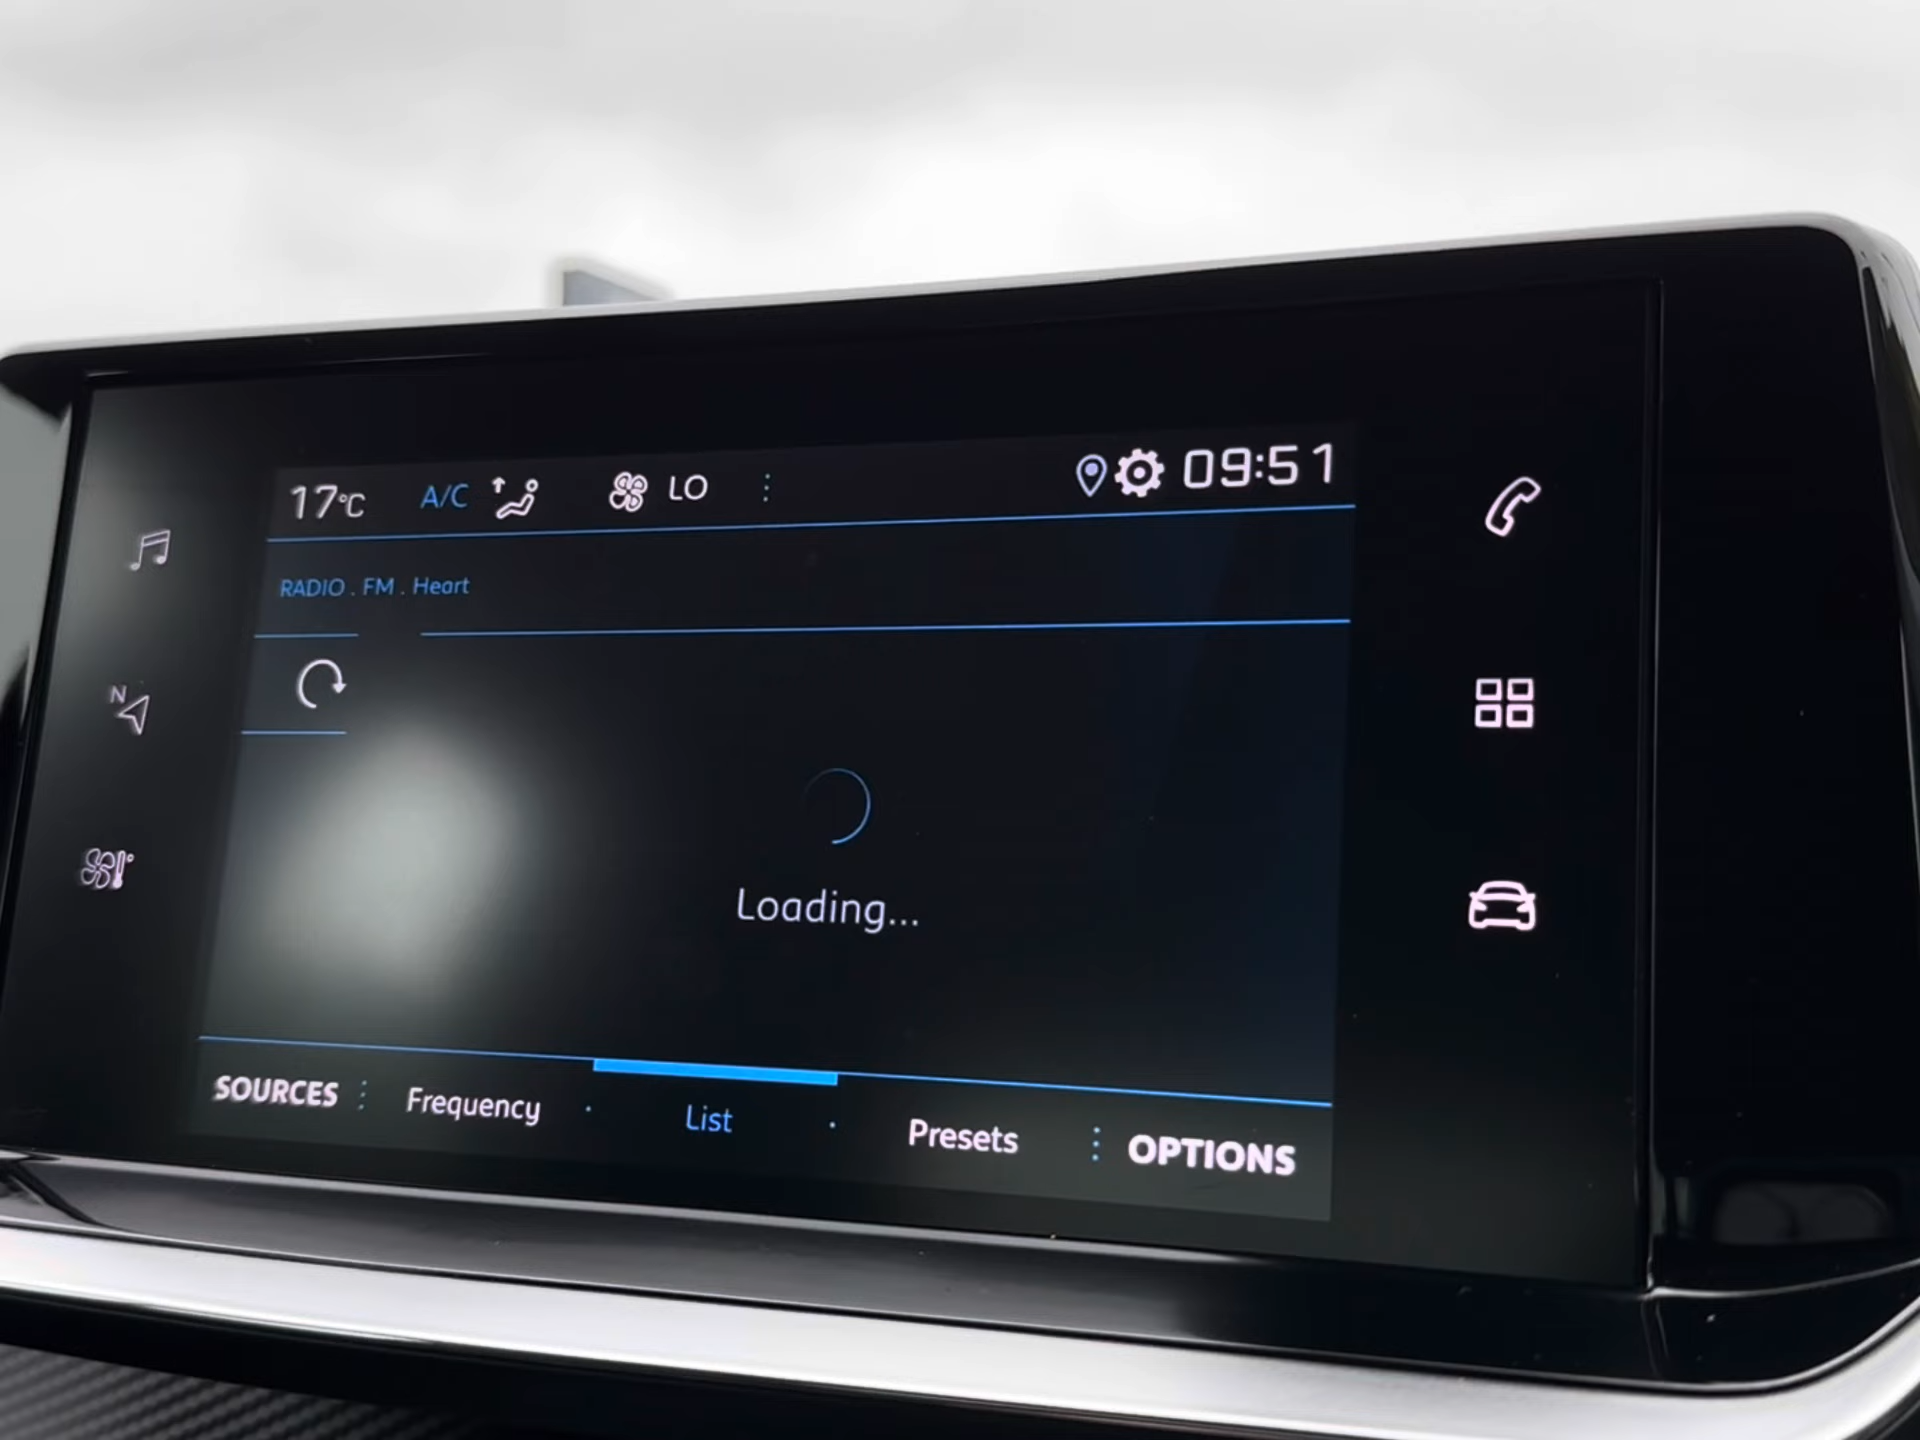 17°C A/C LO 09:51
RADIO . FM . Heart
N
Loading...
SOURCES Frequency List Presets OPTIONS